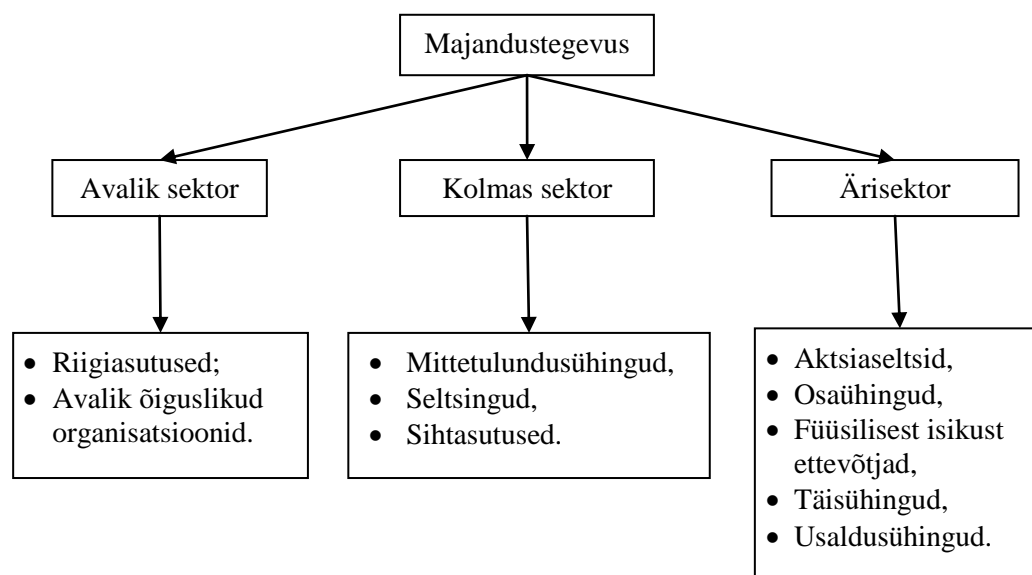 Majandustegevus
Avalik sektor
Kolmas sektor
Ärisektor
• Riigiasutused;
• Avalik õiguslikud
organisatsioonid.
• Mittetulundusühingud,
• Seltsingud,
• Sihtasutused.
• Aktsiaseltsid,
• Osaühingud,
• Füüsilisest isikust
ettevõtjad,
• Täisühingud,
• Usaldusühingud.